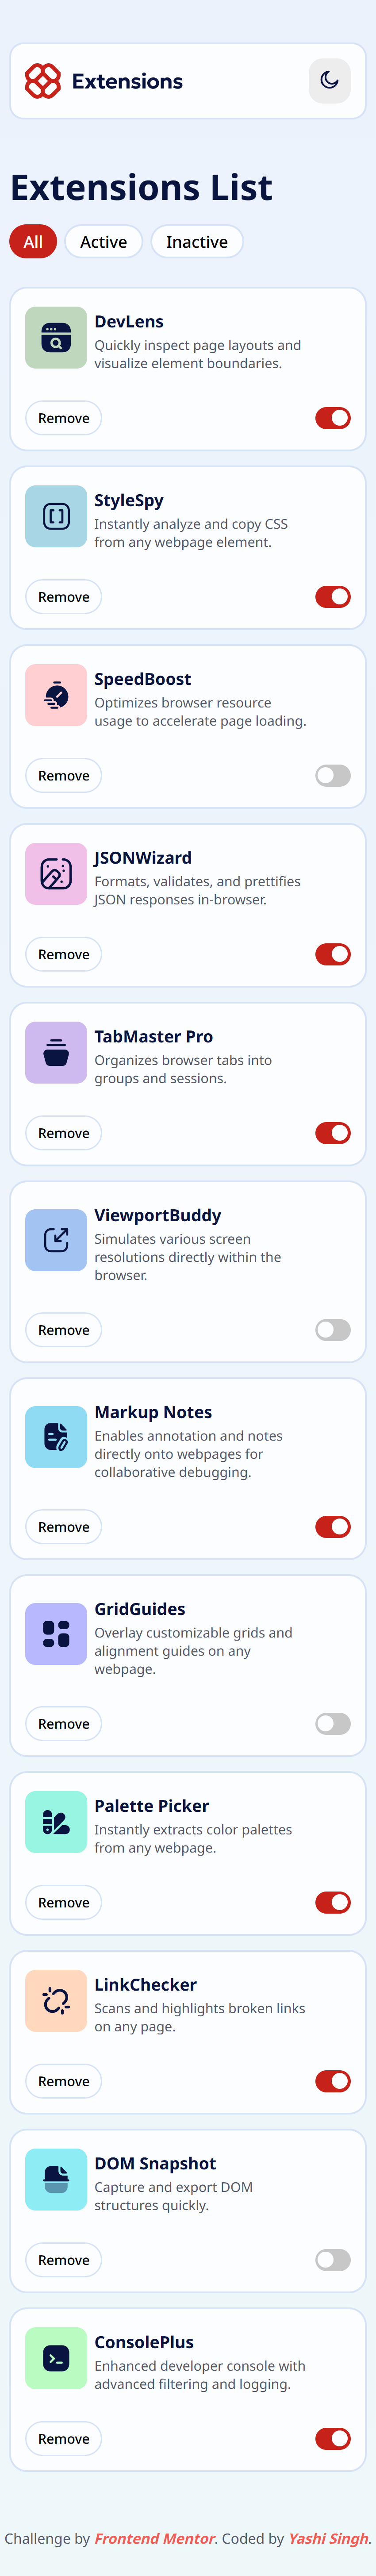 Extensions
Extensions List
All Active Inactive
DevLens
Quickly inspect page layouts and
visualize element boundaries.
Remove
StyleSpy
Instantly analyze and copy CSS
from any webpage element.
Remove
SpeedBoost
Optimizes browser resource
usage to accelerate page loading.
Remove
JSONWizard
Formats, validates, and prettifies
JSON responses in-browser.
Remove
TabMaster Pro
Organizes browser tabs into
groups and sessions.
Remove
ViewportBuddy
Simulates various screen
resolutions directly within the
browser.
Remove
Markup Notes
Enables annotation and notes
directly onto webpages for
collaborative debugging.
Remove
GridGuides
Overlay customizable grids and
alignment guides on any
webpage.
Remove
Palette Picker
Instantly extracts color palettes
from any webpage.
Remove
LinkChecker
Scans and highlights broken links
on any page.
Remove
DOM Snapshot
Capture and export DOM
structures quickly.
Remove
ConsolePlus
Enhanced developer console with
advanced filtering and logging.
Remove
Challenge by Frontend Mentor. Coded by Yashi Singh.